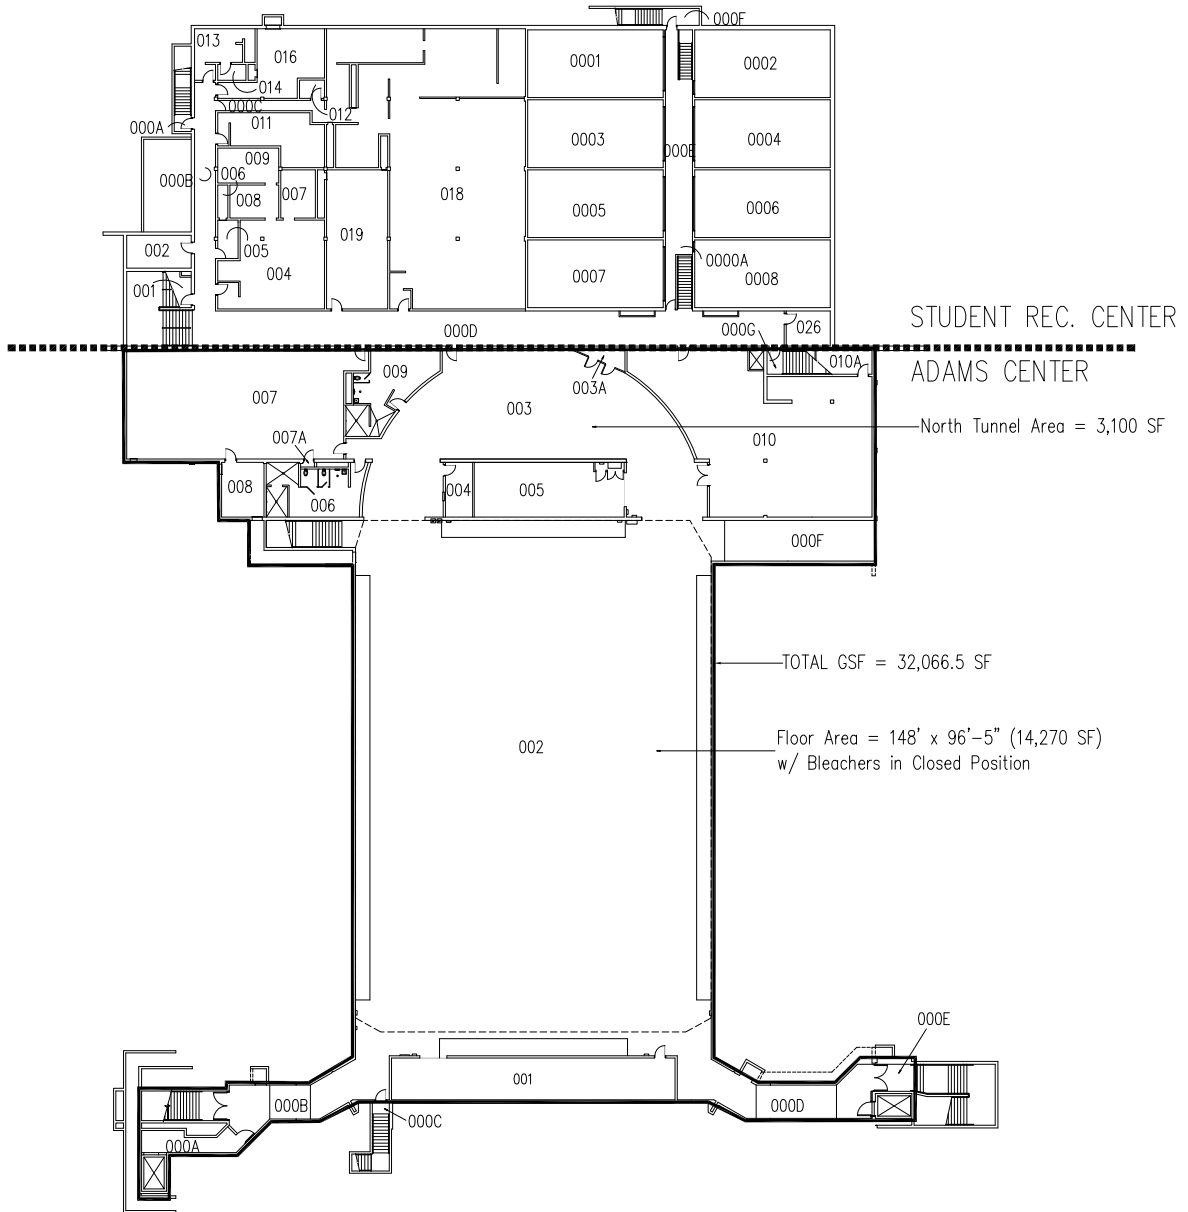 000F
013
016
0001
0002
014
000C
012
000A
011
0003
0004
009
000E
006
000B
008
007
018
0005
0006
019
002
005
004
0000A
0007
0008
001
000D
000G
026
STUDENT REC. CENTER
ADAMS CENTER
009
003A
010A
007
003
North Tunnel Area = 3,100 SF
007A
010
008
004
005
006
000F
TOTAL GSF = 32,066.5 SF
002
Floor Area = 148' x 96'-5" (14,270 SF)
w/ Bleachers in Closed Position
000E
001
000B
000D
000C
000A